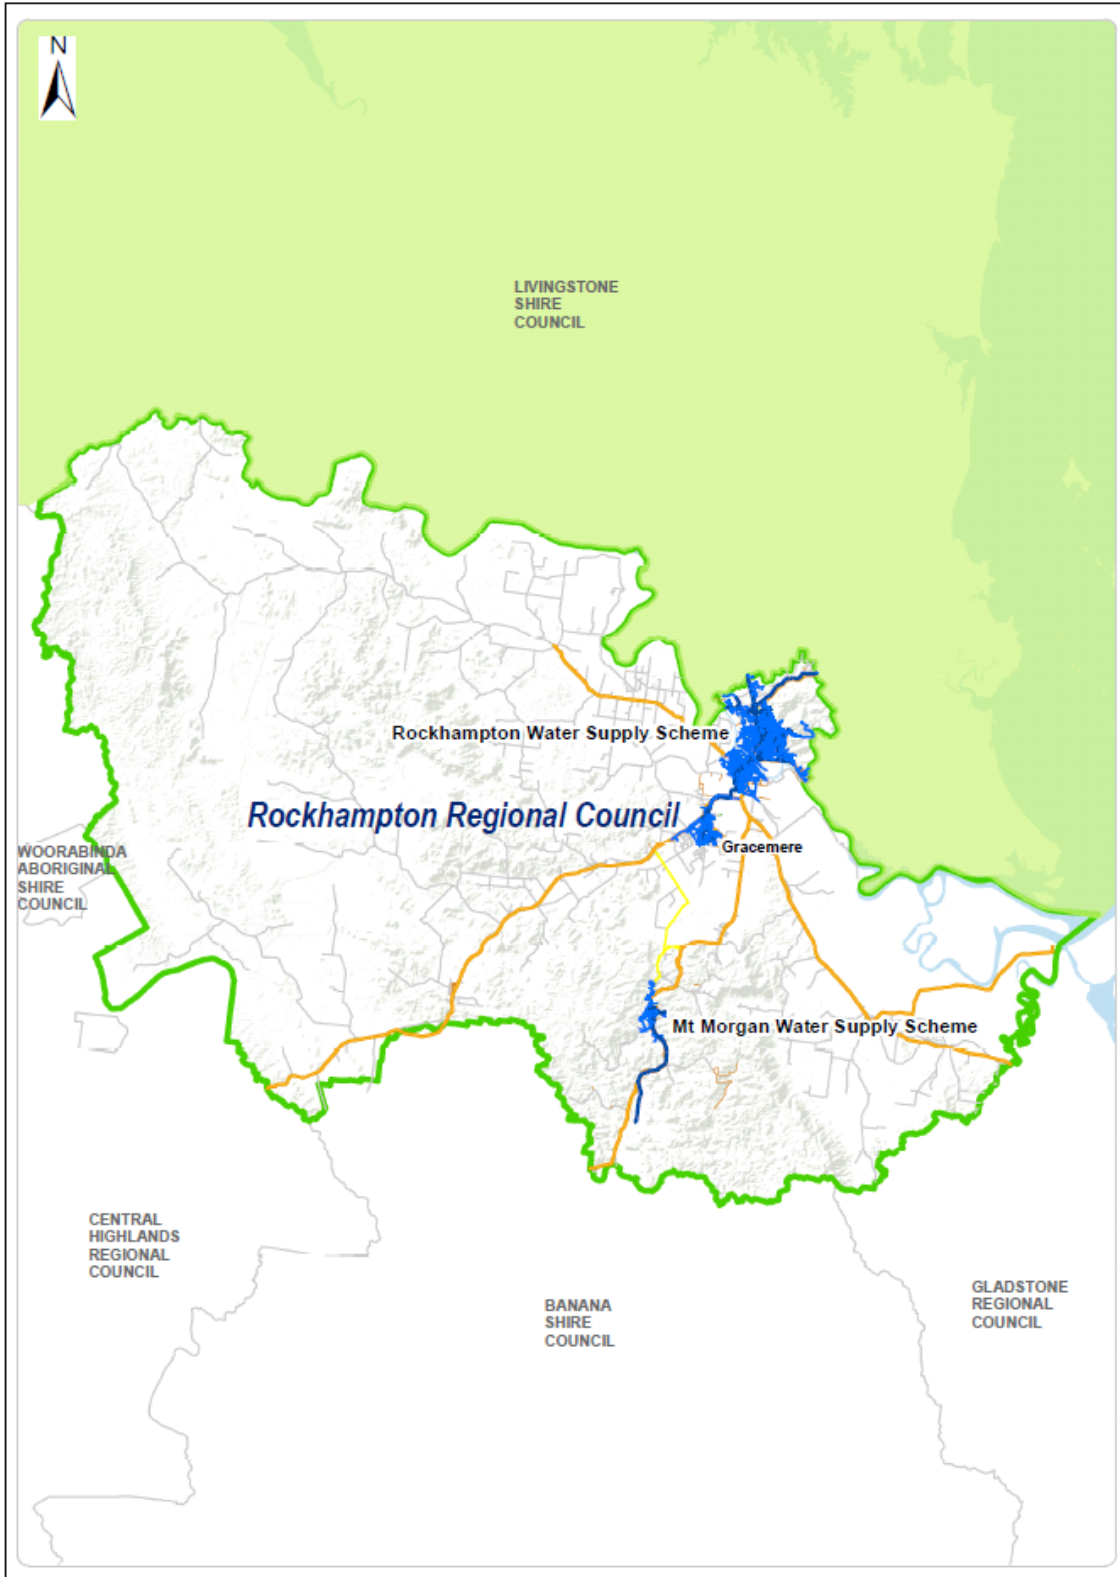 N
LIVINGSTONE
SHIRE
COUNCIL
Rockhampton Water Supply Scheme
Rockhampton Regional Council
Gracemere
WOORABINDA
ABORIGINAL
SHIRE
COUNCIL
Mt Morgan Water Supply Scheme
CENTRAL
HIGHLANDS
REGIONAL
COUNCIL
BANANA
SHIRE
COUNCIL
GLADSTONE
REGIONAL
COUNCIL